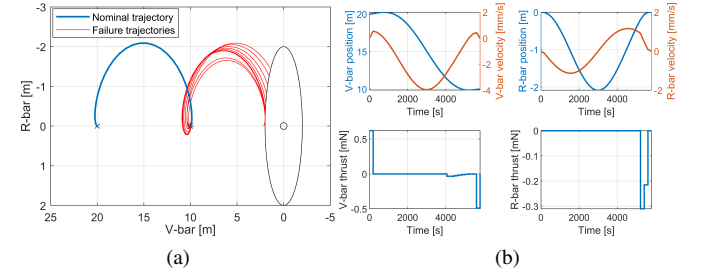 Nominal trajectory
Failure trajectories
-3
-2
-1
0
1
2
R-bar [m]
25 20 15 10 5 0 -5
V-bar [m]
(a)
20
15
10
V-bar position [m]
2
0
-2
-4
V-bar velocity [mm/s]
0 2000 4000
Time [s]
0
-1
-2
R-bar position [m]
2
0
-2
R-bar velocity [mm/s]
0 2000 4000
Time [s]
0.5
0
-0.5
V-bar thrust [mN]
0 2000 4000
Time [s]
0
-0.1
-0.2
-0.3
R-bar thrust [mN]
0 2000 4000
Time [s]
(b)